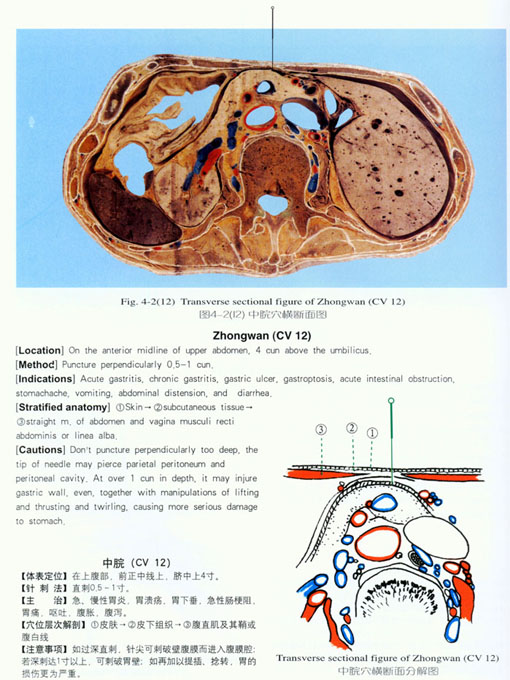 Fig. 4-2(12) Transverse sectional figure of Zhongwan (CV 12)
图4-2(12) 中脘穴横断面图
Zhongwan (CV 12)
[Location] On the anterior midline of upper abdomen, 4 cun above the umbilicus.
[Method] Puncture perpendicularly 0.5-1 cun.
[Indications] Acute gastritis, chronic gastritis, gastric ulcer, gastroptosis, acute intestinal obstruction,
stomachache, vomiting, abdominal distension, and diarrhea.
[Stratified anatomy] ①Skin→②subcutaneous tissue→
③straight m. of abdomen and vagina musculi recti
abdominis or linea alba.
[Cautions] Don't puncture perpendicularly too deep, the
tip of needle may pierce parietal peritoneum and
peritoneal cavity. At over 1 cun in depth, it may injure
gastric wall, even, together with manipulations of lifting
and thrusting and twirling, causing more serious damage
to stomach.
中脘 (CV 12)
【体表定位】在上腹部，前正中线上，脐中上4寸。
【针 刺 法】直刺0.5~1寸。
【主 治】急、慢性胃炎，胃溃疡，胃下垂，急性肠梗阻，
胃痛，呕吐，腹胀，腹泻。
【穴位层次解剖】①皮肤→②皮下组织→③腹直肌及其鞘或
腹白线
【注意事项】如过深直刺，针尖可刺破壁腹膜而进入腹膜腔；
若深刺达1寸以上，可刺破胃壁；如再加以提插、捻转，胃的
损伤更为严重。
③ ② ①
Transverse sectional figure of Zhongwan (CV 12)
中脘穴横断面分解图